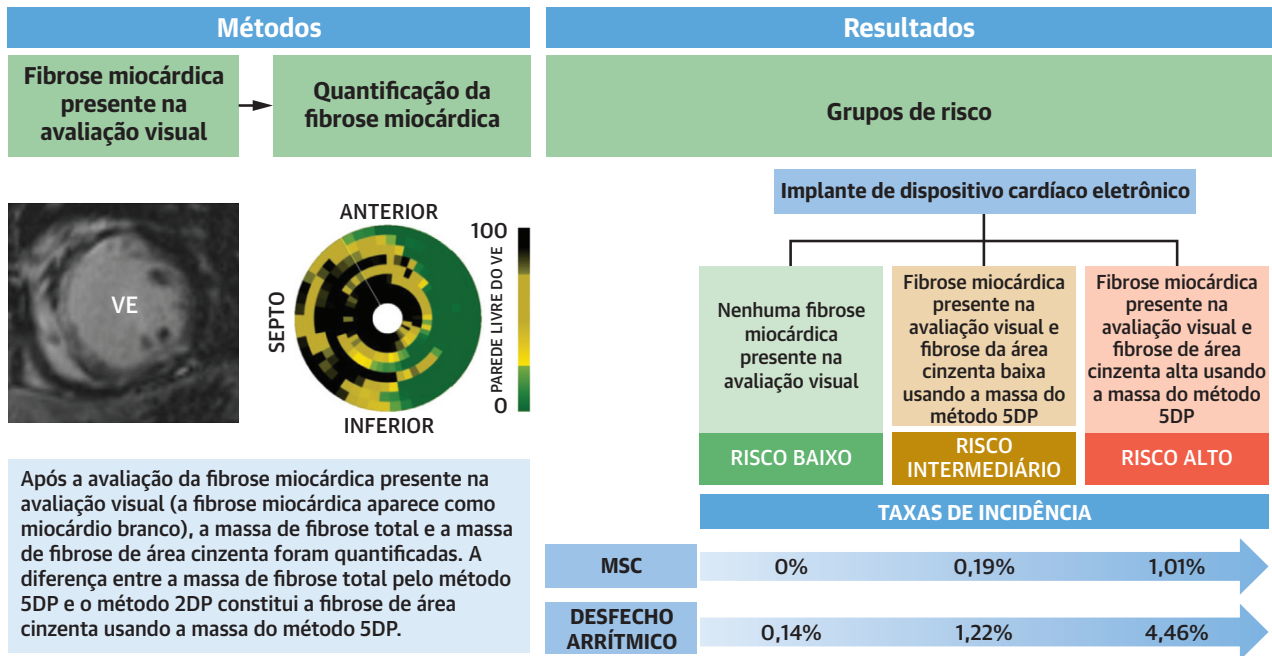 Métodos
Fibrose miocárdica
presente na
avaliação visual
Quantificação da
fibrose miocárdica
VE
ANTERIOR
SEPTO
INFERIOR
100
PAREDE LIVRE DO VE
0
Após a avaliação da fibrose miocárdica presente na
avaliação visual (a fibrose miocárdica aparece como
miocárdio branco), a massa de fibrose total e a massa
de fibrose de área cinzenta foram quantificadas. A
diferença entre a massa de fibrose total pelo método
5DP e o método 2DP constitui a fibrose de área
cinzenta usando a massa do método 5DP.
Resultados
Grupos de risco
Implante de dispositivo cardíaco eletrônico
Nenhuma fibrose
miocárdica
presente na
avaliação visual
RISCO BAIXO
Fibrose miocárdica
presente na
avaliação visual e
fibrose da área
cinzenta baixa
usando a massa do
método 5DP
RISCO
INTERMEDIÁRIO
Fibrose miocárdica
presente na
avaliação visual e
fibrose de área
cinzenta alta usando
a massa do método
5DP
RISCO ALTO
TAXAS DE INCIDÊNCIA
MSC 0% 0,19% 1,01%
DESFECHO
ARRÍTMICO 0,14% 1,22% 4,46%